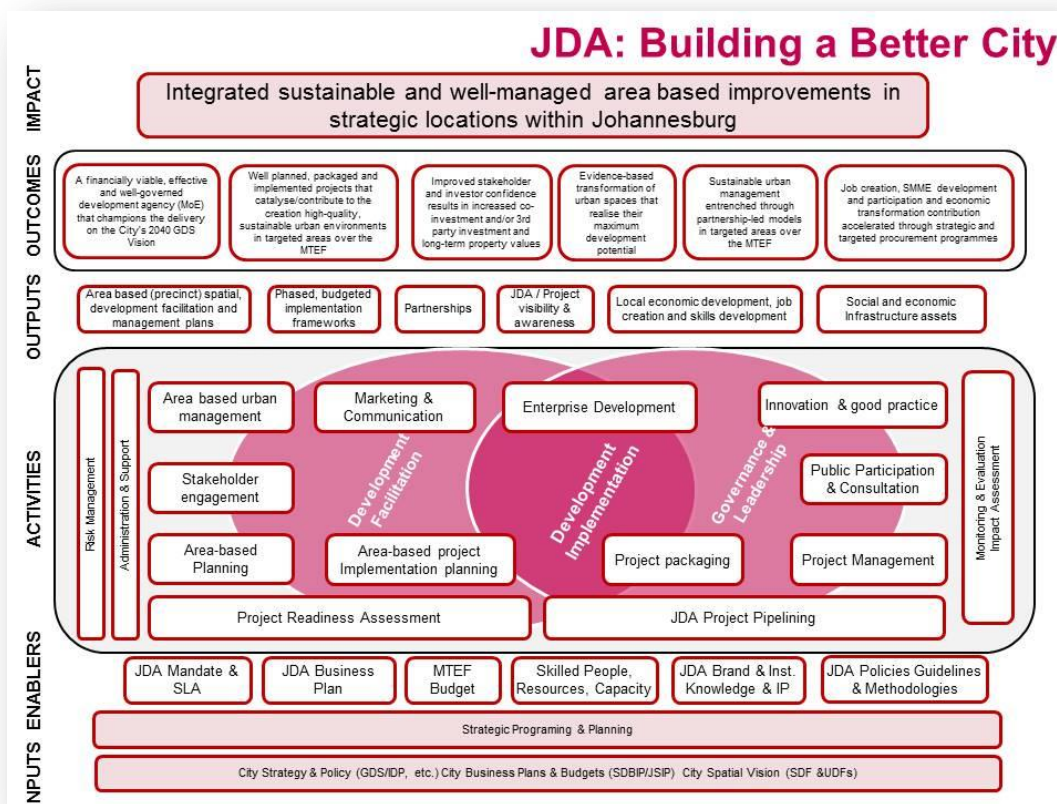 JDA: Building a Better City
IMPACT
Integrated sustainable and well-managed area based improvements in
strategic locations within Johannesburg
OUTCOMES
A financially viable, effective
and well-governed
development agency (MoE)
that champions the delivery
on the City's 2040 GDS
Vision
Well planned, packaged and
implemented projects that
catalyse/contribute to the
creation high-quality,
sustainable urban environments
in targeted areas over the
MTEF
Improved stakeholder
and investor confidence
results in increased co-
investment and/or 3rd
party investment and
long-term property values
Evidence-based
transformation of
urban spaces that
realise their
maximum
development
potential
Sustainable urban
management
entrenched through
partnership-led models
in targeted areas over
the MTEF
Job creation, SMME development
and participation and economic
transformation contribution
accelerated through strategic and
targeted procurement programmes
OUTPUTS
Area based (precinct) spatial,
development facilitation and
management plans
Phased, budgeted
implementation
frameworks
Partnerships
JDA / Project
visibility &
awareness
Local economic development, job
creation and skills development
Social and economic
Infrastructure assets
ACTIVITIES
Risk Management
Administration & Support
Area based urban
management
Marketing &
Communication
Enterprise Development
Innovation & good practice
Stakeholder
engagement
Development
Facilitation
Development
Implementation
Governance &
Leadership
Public Participation
& Consultation
Area-based
Planning
Area-based project
Implementation planning
Project packaging
Project Management
Project Readiness Assessment
JDA Project Pipelining
Monitoring & Evaluation
Impact Assessment
ENABLERS
JDA Mandate &
SLA
JDA Business
Plan
MTEF
Budget
Skilled People,
Resources, Capacity
JDA Brand & Inst.
Knowledge & IP
JDA Policies Guidelines
& Methodologies
Strategic Programing & Planning
NPUTS
City Strategy & Policy (GDS/IDP, etc.) City Business Plans & Budgets (SDBIP/JSIP) City Spatial Vision (SDF &UDFs)